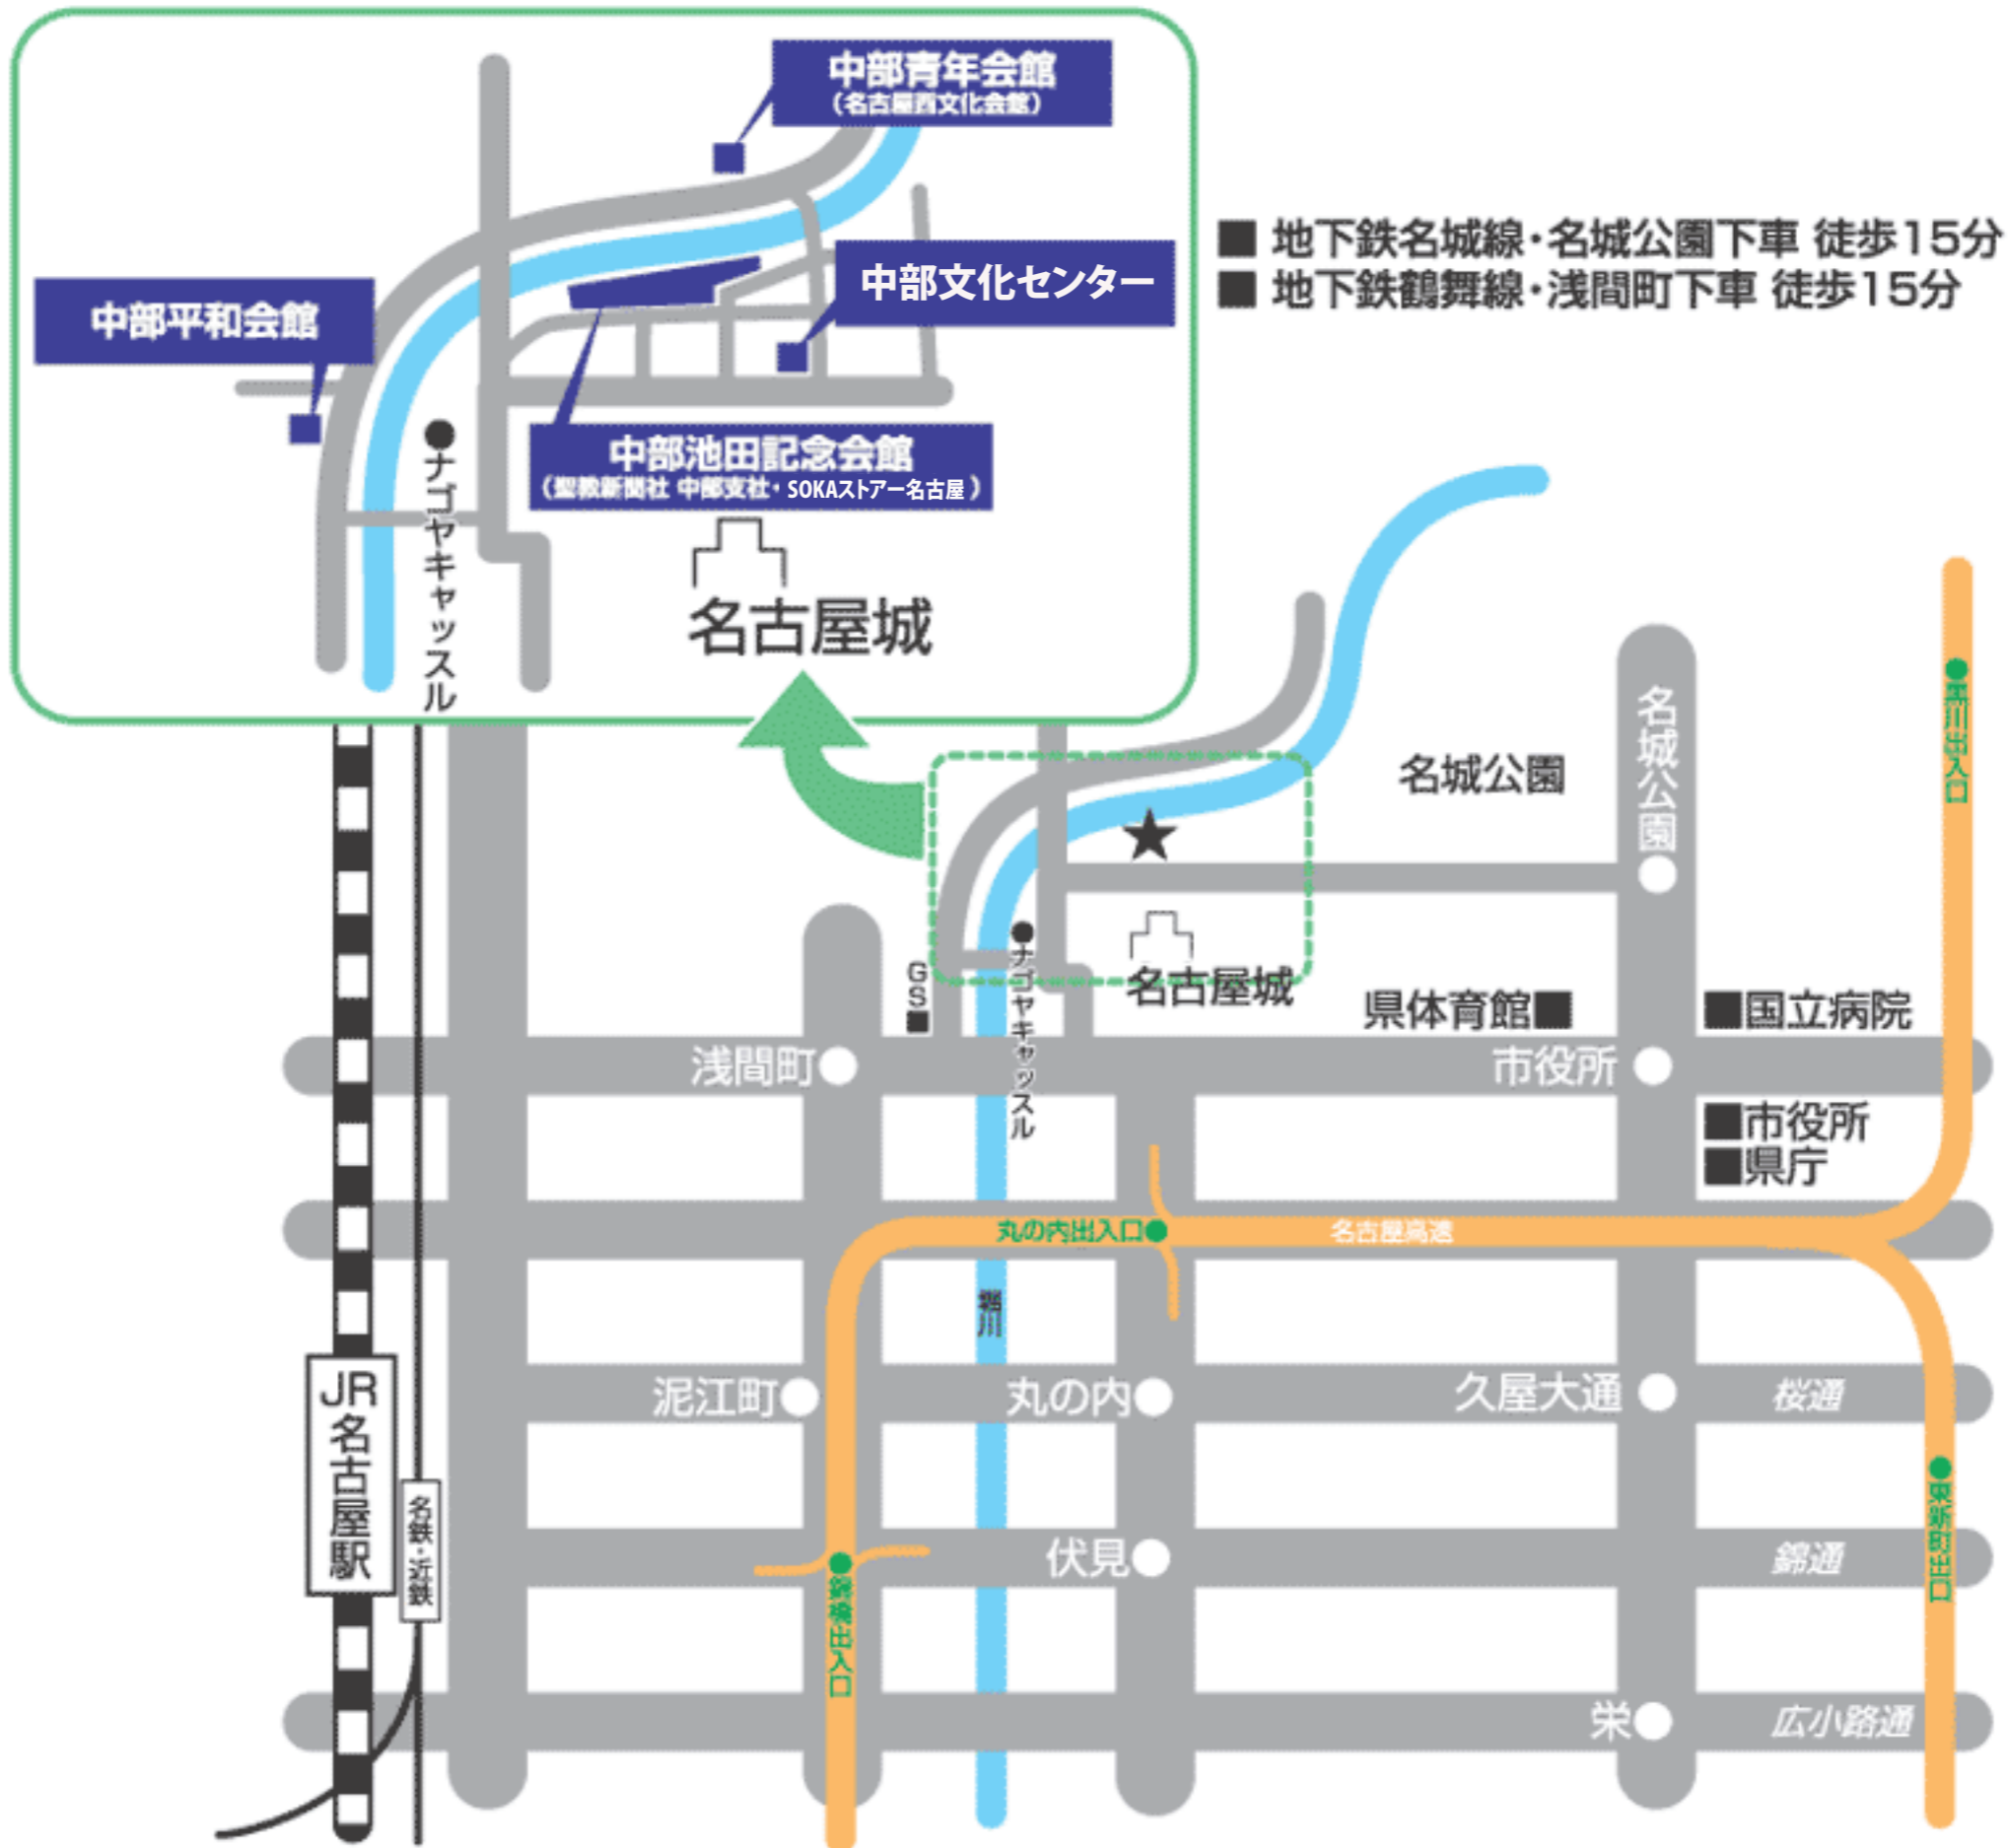 中部青年会館
（名古屋西文化会館）
中部文化センター
中部平和会館
中部池田記念会館
（聖教新聞社 中部支社・SOKAストアー名古屋）
ナゴヤキャッスル
名古屋城
■ 地下鉄名城線・名城公園下車 徒歩15分
■ 地下鉄鶴舞線・浅間町下車 徒歩15分
名城公園
名城公園
黒川出入口
ナゴヤキャッスル
名古屋城
GS■
県体育館■
■国立病院
浅間町
市役所
■市役所
■県庁
丸の内出入口
名古屋高速
堀川
JR名古屋駅
名鉄・近鉄
泥江町
丸の内
久屋大通
桜通
伏見
錦通
東新町出口
錦橋出入口
栄
広小路通